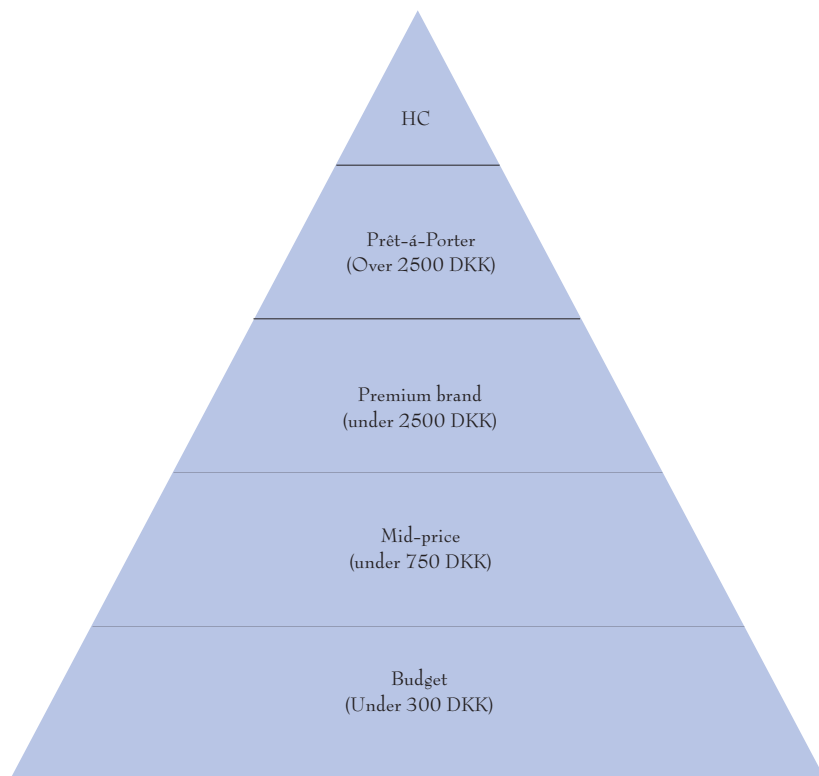 HC
Prêt-á-Porter
(Over 2500 DKK)
Premium brand
(under 2500 DKK)
Mid-price
(under 750 DKK)
Budget
(Under 300 DKK)